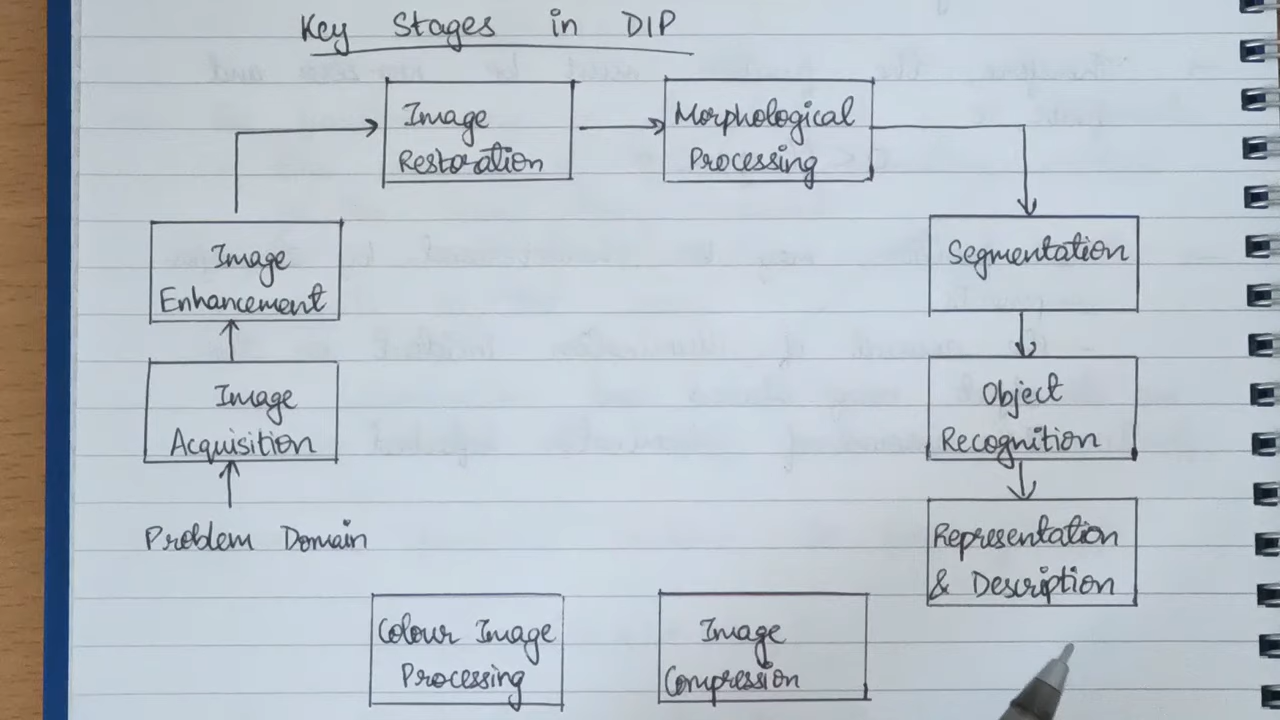 Key Stages in DIP
Image
Restoration
Morphological
Processing
Image
Enhancement
Segmentation
Image
Acquisition
Object
Recognition
Problem Domain
Representation
& Description
Colour Image
Processing
Image
Compression